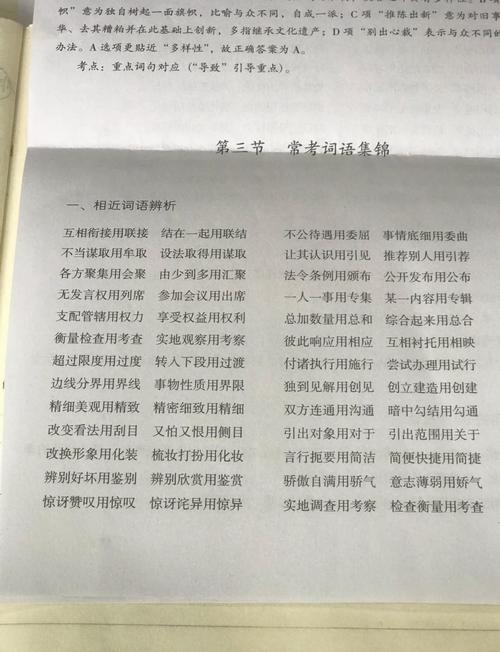 帜”意为独自树起一面旗帜，比喻与众不同，自成一派；C 项“推陈出新”意为对旧事
华、去其糟粕并在此基础上创新，多指继承文化遗产；D 项“别出心裁”表示与众不同的
办法。A 选项更贴近“多样性”，故正确答案为 A。
考点：重点词句对应（“导致”引导重点）。
第三节 常考词语集锦
一、相近词语辨析
互相衔接用联接 结在一起用联结 不公待遇用委屈 事情底细用委曲
不当谋取用牟取 设法取得用谋取 让其认识用引见 推荐别人用引荐
各方聚集用会聚 由少到多用汇聚 法令条例用颁布 公开发布用公布
无发言权用列席 参加会议用出席 一人一事用专集 某一内容用专辑
支配管辖用权力 享受权益用权利 总加数量用总和 综合起来用总合
衡量检查用考查 实地观察用考察 彼此响应用相应 互相衬托用相映
超过限度用过度 转入下段用过渡 付诸执行用施行 尝试办理用试行
边线分界用界线 事物性质用界限 独到见解用创见 创立建造用创建
精细美观用精致 精密细致用精细 双方连通用沟通 暗中勾结用勾通
改变看法用刮目 又怕又恨用侧目 引出对象用对于 引出范围用关于
改换形象用化装 梳妆打扮用化妆 言行扼要用简洁 简便快捷用简捷
辨别好坏用鉴别 辨别欣赏用鉴赏 骄傲自满用骄气 意志薄弱用娇气
惊讶赞叹用惊叹 惊讶诧异用惊异 实地调查用考察 检查衡量用考查